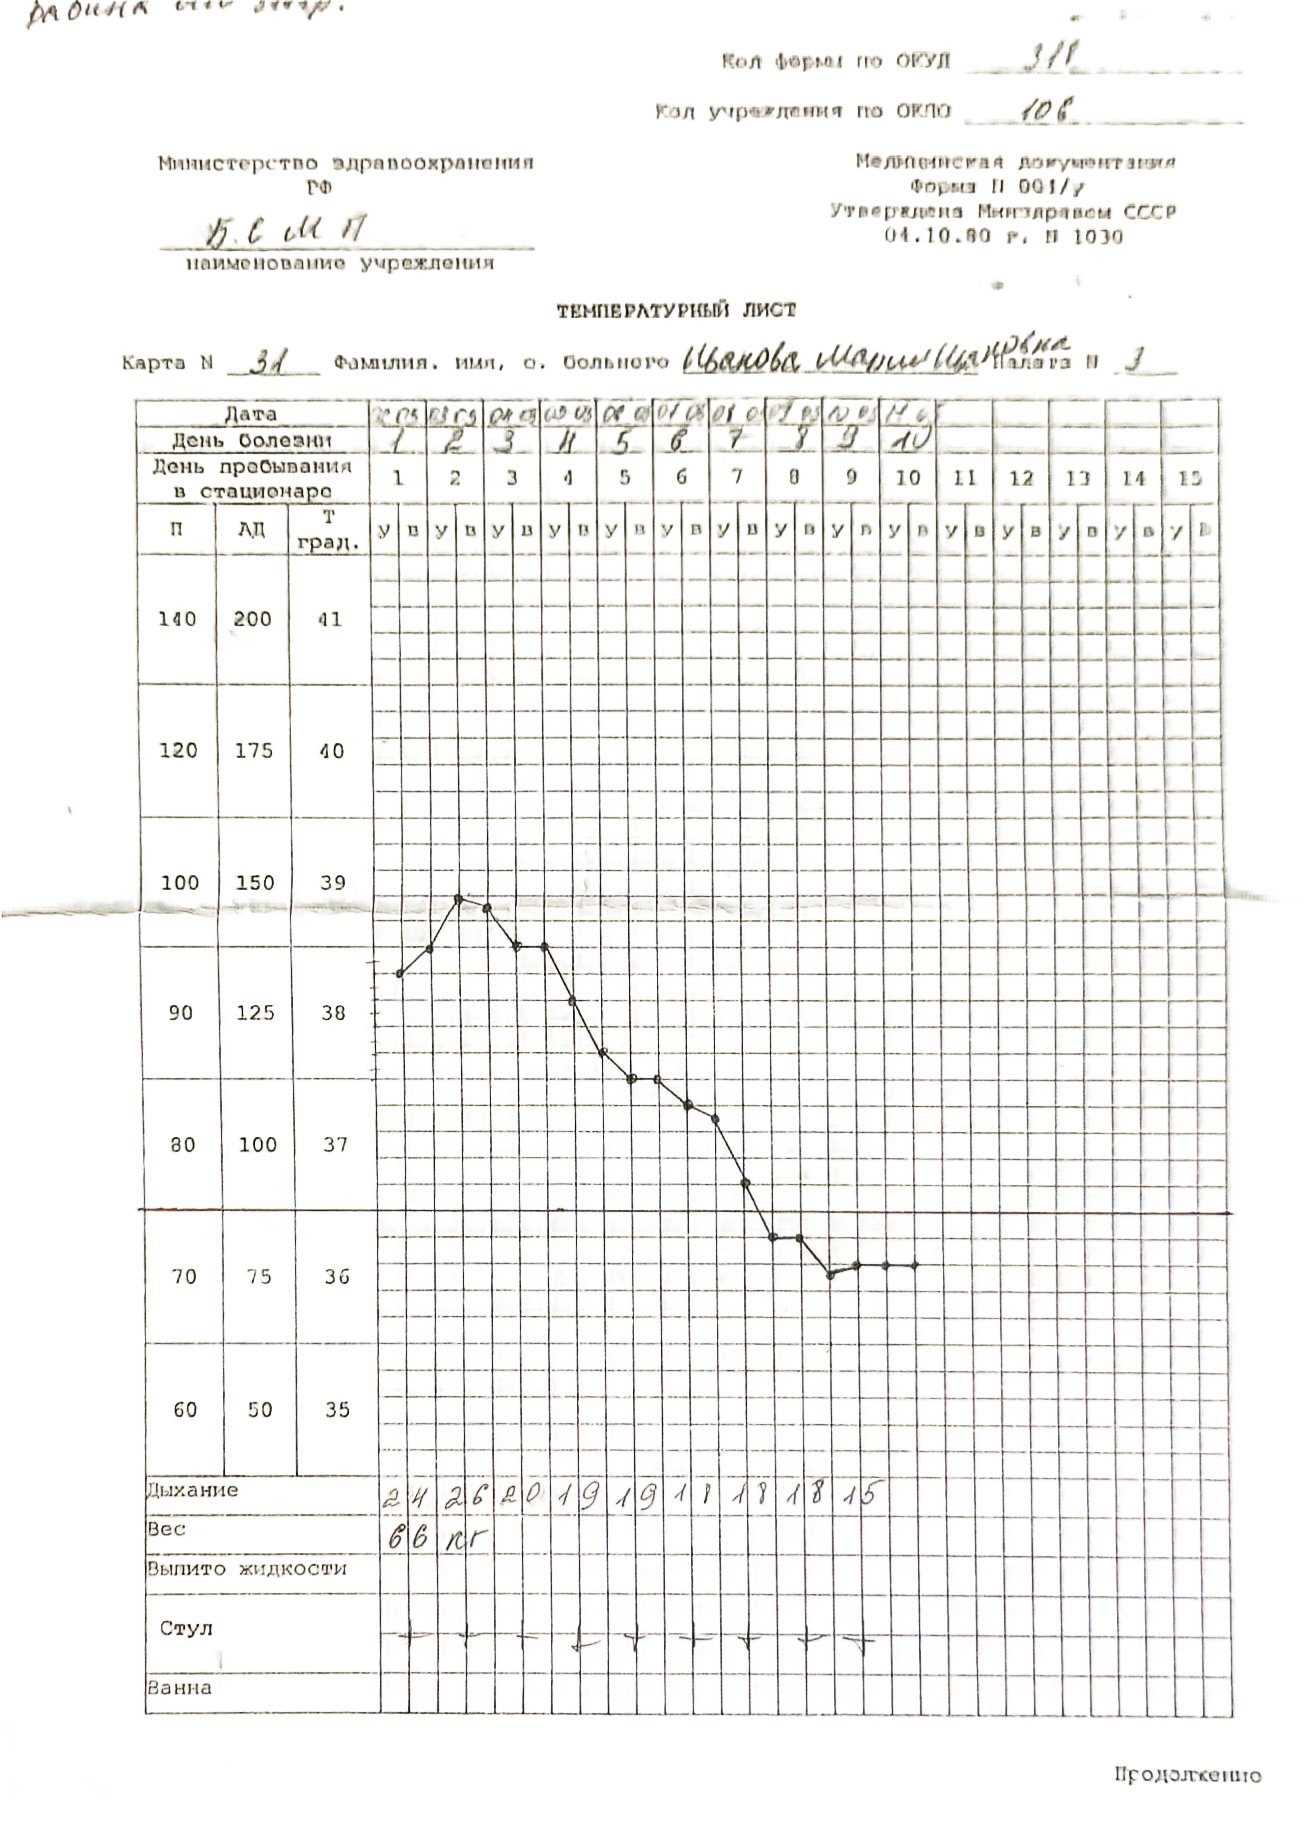 Код формы по ОКУД 311
Код учреждения по ОКПО 106
Министерство здравоохранения
РФ
Б.С М П
наименование учреждения
Медицинская документация
Форма N 001/у
Утверждена Минздравом СССР
04.10.80 г. N 1030
ТЕМПЕРАТУРНЫЙ ЛИСТ
Карта N 31 Фамилия. имя, о. больного Иванова Мария Ивановна Палата N 3
Дата 03 03 09
День болезни 1 2 3 4 5 6 7 8 9 10
День пребывания
в стационаре 1 2 3 4 5 6 7 8 9 10 11 12 13 14 15
П АД Т
град. У В У В У В У В У В У В У В У В У В У В У В У В У В У В У В
140 200 41
120 175 40
100 150 39
90 125 38
80 100 37
70 75 36
60 50 35
Дыхание 24 26 20 19 19 18 18 18 15
Вес 66 кг
Выпито жидкости
Стул + + + + + + + + +
Ванна
Продолжение